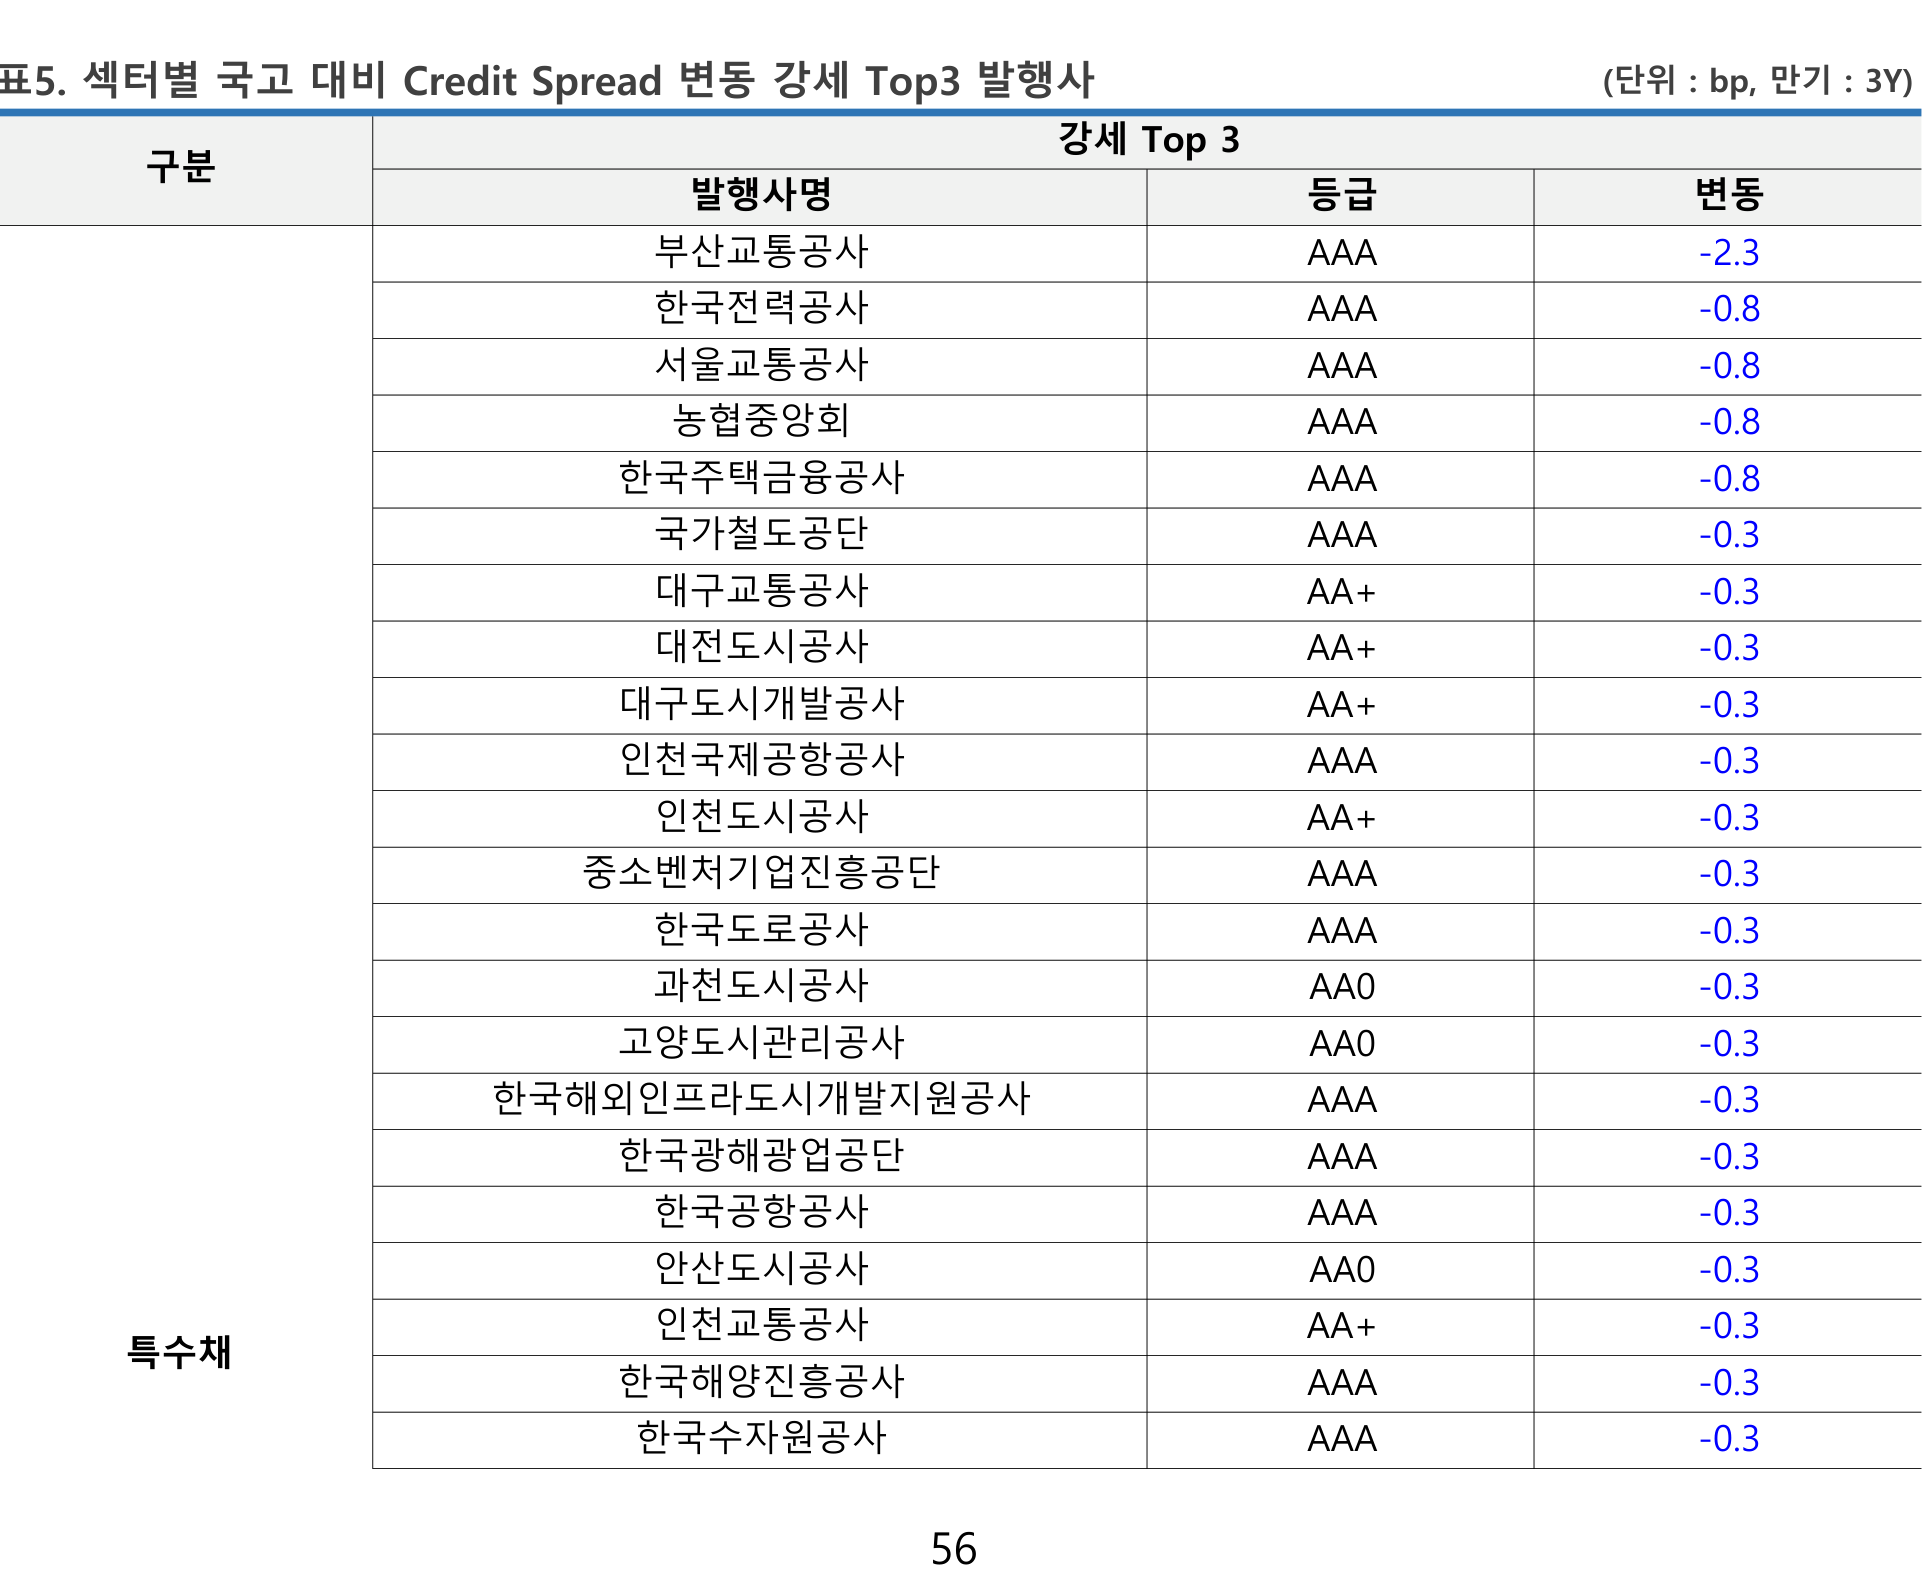 표5. 섹터별 국고 대비 Credit Spread 변동 강세 Top3 발행사 (단위 : bp, 만기 : 3Y)
구분 강세 Top 3
발행사명 등급 변동
부산교통공사 AAA -2.3
한국전력공사 AAA -0.8
서울교통공사 AAA -0.8
농협중앙회 AAA -0.8
한국주택금융공사 AAA -0.8
국가철도공단 AAA -0.3
대구교통공사 AA+ -0.3
대전도시공사 AA+ -0.3
대구도시개발공사 AA+ -0.3
인천국제공항공사 AAA -0.3
인천도시공사 AA+ -0.3
중소벤처기업진흥공단 AAA -0.3
한국도로공사 AAA -0.3
과천도시공사 AA0 -0.3
고양도시관리공사 AA0 -0.3
한국해외인프라도시개발지원공사 AAA -0.3
한국광해광업공단 AAA -0.3
한국공항공사 AAA -0.3
안산도시공사 AA0 -0.3
인천교통공사 AA+ -0.3
특수채
한국해양진흥공사 AAA -0.3
한국수자원공사 AAA -0.3
56